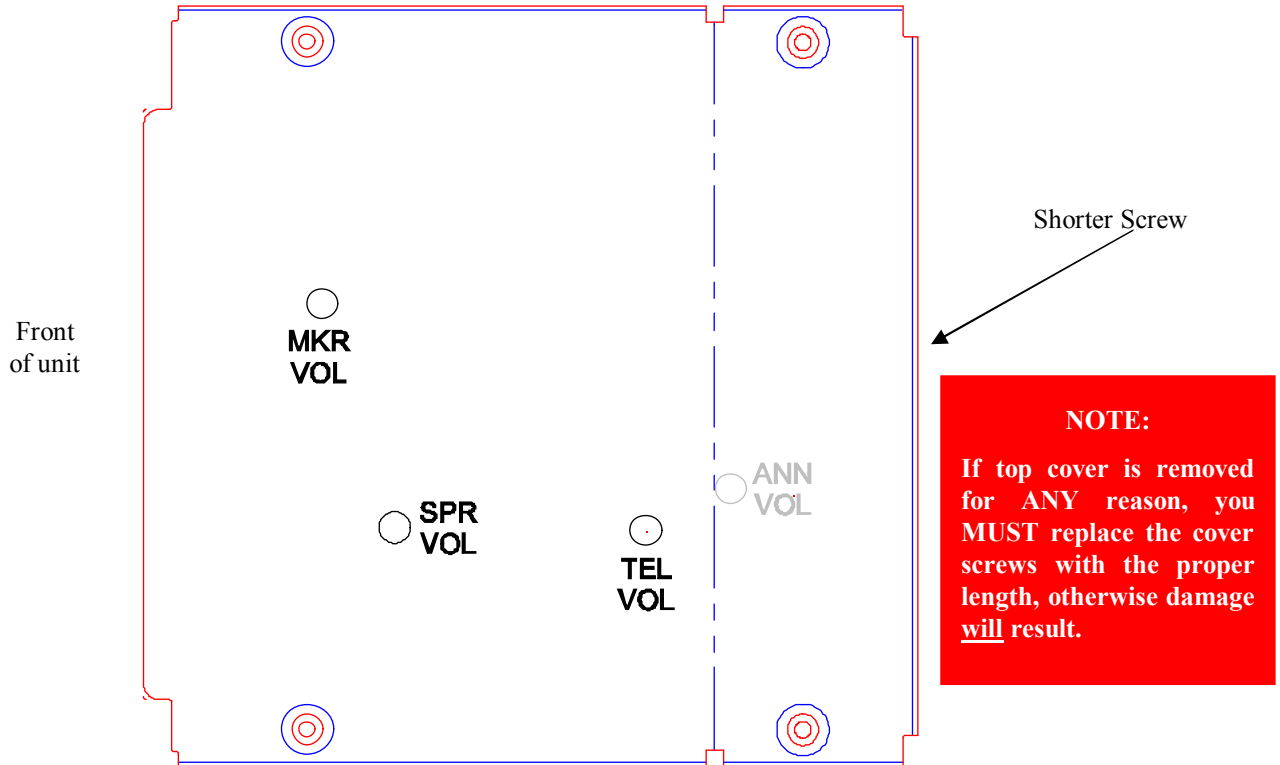 Shorter Screw
Front
of unit
MKR
VOL
SPR
VOL
TEL
VOL
ANN
VOL
NOTE:
If top cover is removed
for ANY reason, you
MUST replace the cover
screws with the proper
length, otherwise damage
will result.